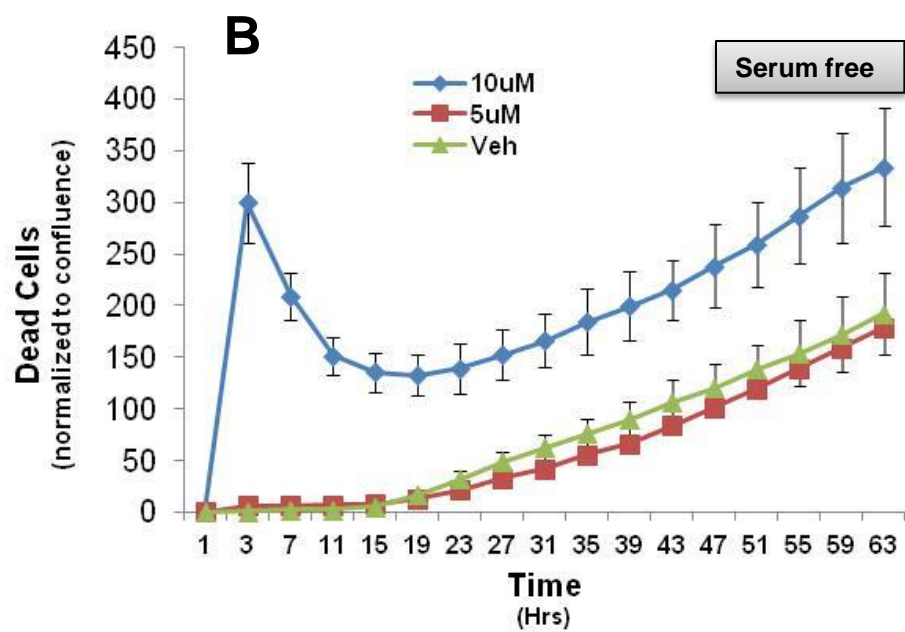 B
Serum free
10uM
5uM
Veh
450
400
350
300
250
200
150
100
50
0
Dead Cells
(normalized to confluence)
1 3 7 11 15 19 23 27 31 35 39 43 47 51 55 59 63
Time
(Hrs)